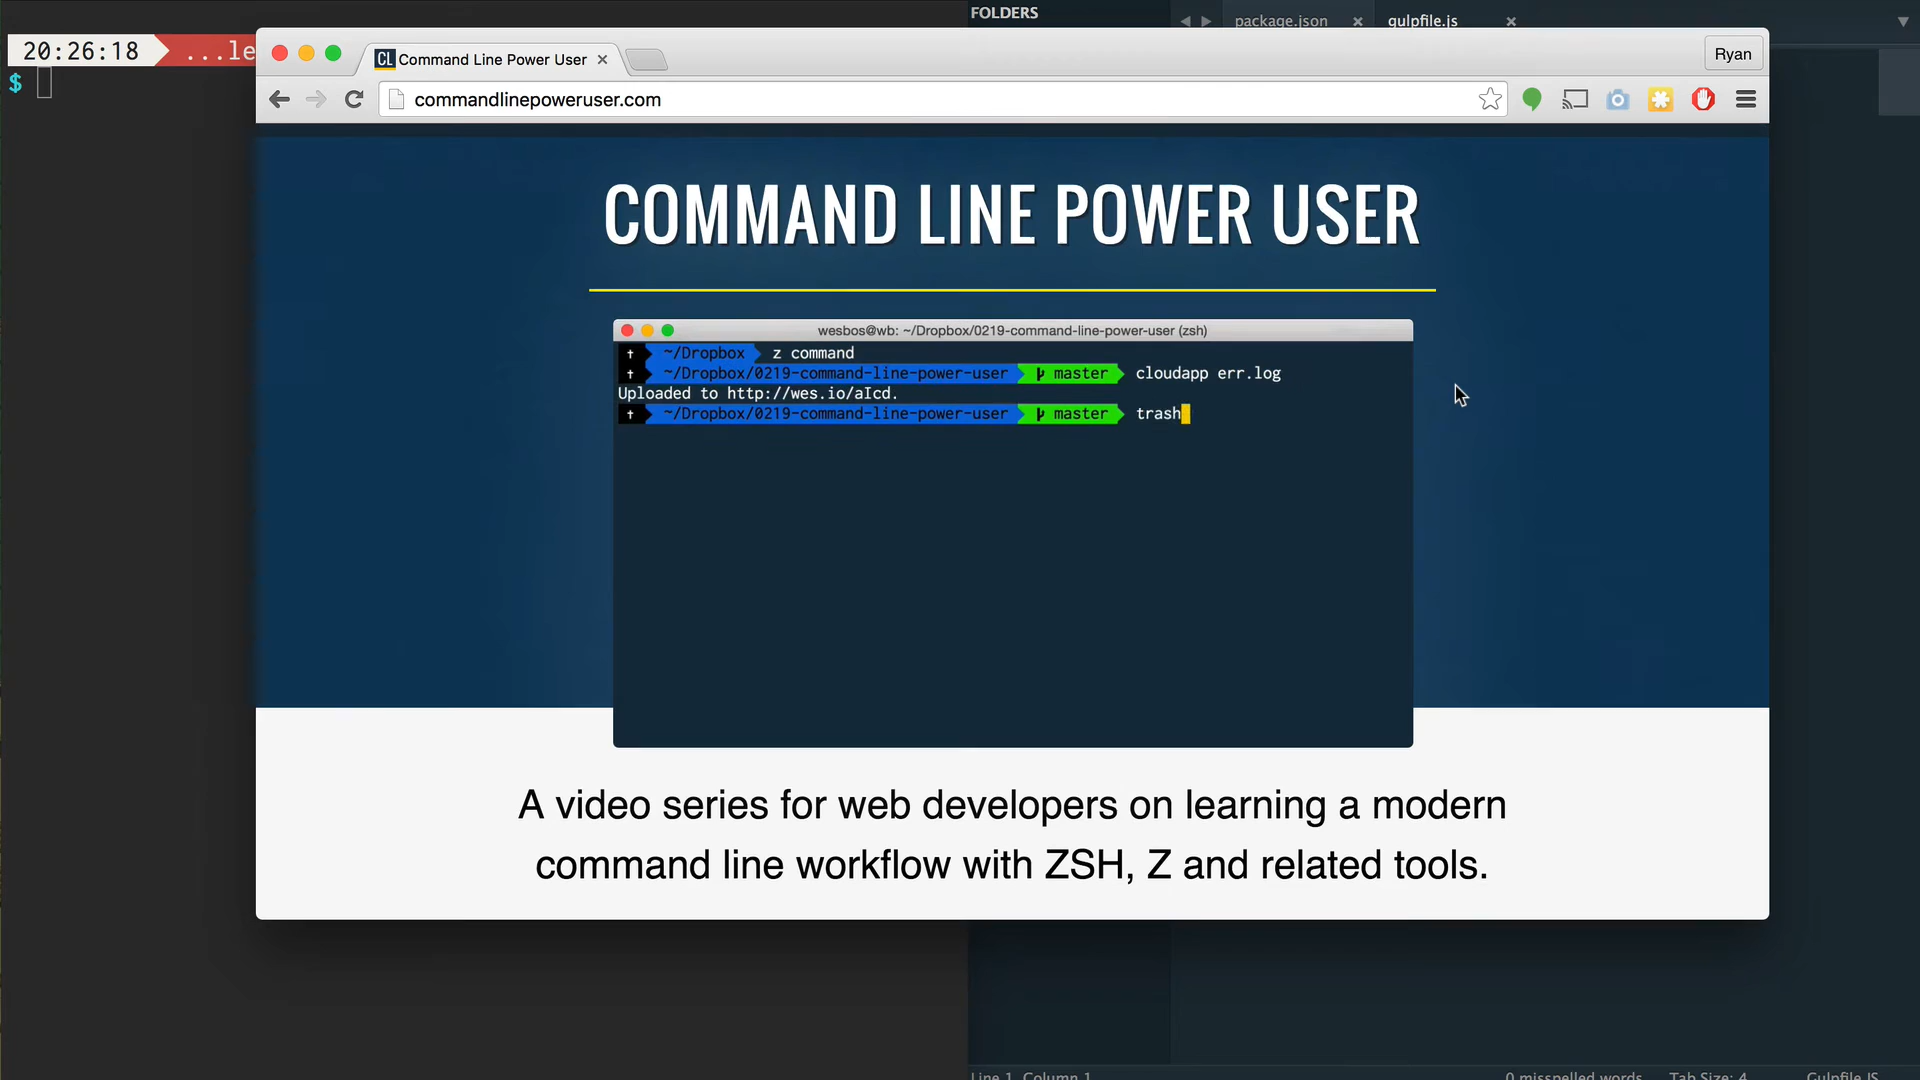 FOLDERS
package.json
gulpfile.js
20:26:18 ...le
$
CL Command Line Power User
Ryan
commandlinepoweruser.com
COMMAND LINE POWER USER
wesbos@wb: ~/Dropbox/0219-command-line-power-user (zsh)
~/Dropbox z command
~/Dropbox/0219-command-line-power-user master cloudapp err.log
Uploaded to http://wes.io/aIcd.
~/Dropbox/0219-command-line-power-user master trash
A video series for web developers on learning a modern
command line workflow with ZSH, Z and related tools.
Line 1, Column 1
0 misspelled words
Tab Size: 4
GulpfileJS